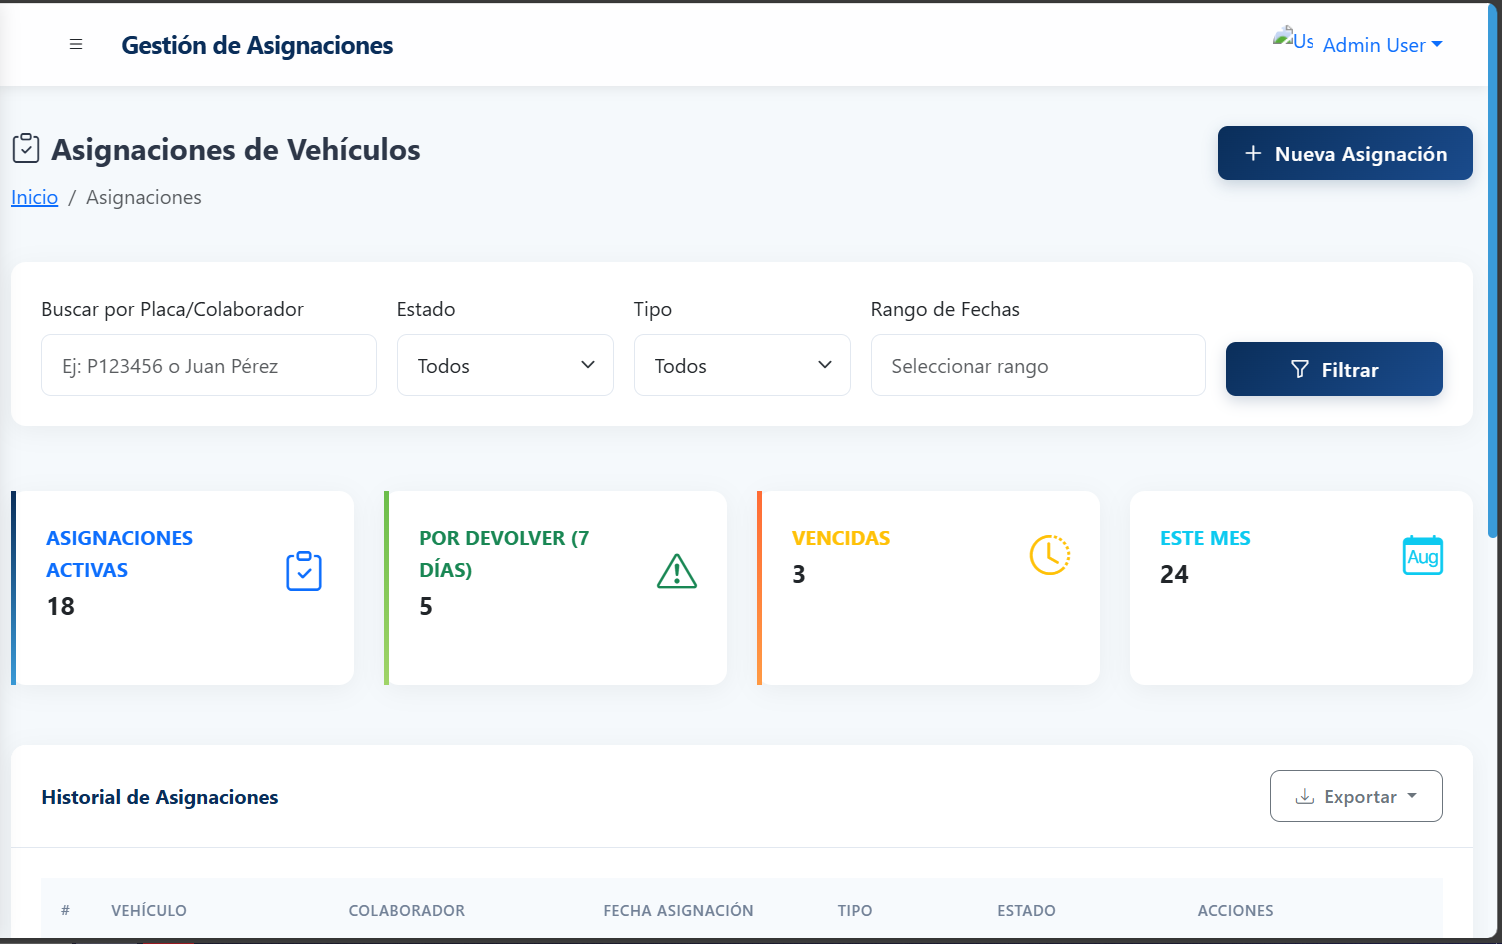 Gestión de Asignaciones
Us Admin User
Asignaciones de Vehículos
+ Nueva Asignación
Inicio / Asignaciones
Buscar por Placa/Colaborador
Estado
Tipo
Rango de Fechas
Ej: P123456 o Juan Pérez
Todos
Todos
Seleccionar rango
Filtrar
ASIGNACIONES
ACTIVAS
18
POR DEVOLVER (7
DÍAS)
5
VENCIDAS
3
ESTE MES
24
Aug
Historial de Asignaciones
Exportar
# VEHÍCULO COLABORADOR FECHA ASIGNACIÓN TIPO ESTADO ACCIONES